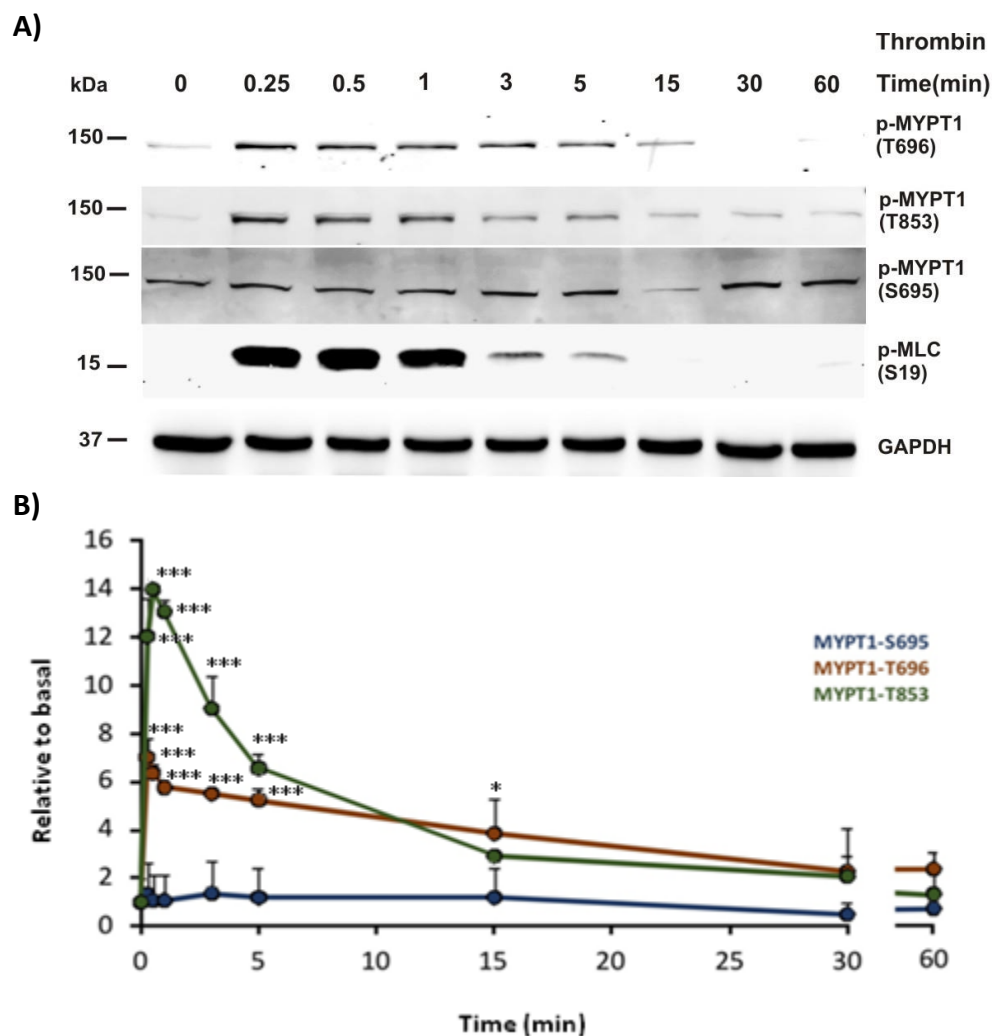 A)
Thrombin
kDa 0 0.25 0.5 1 3 5 15 30 60 Time(min)
150 p-MYPT1
(T696)
150 p-MYPT1
(T853)
150 p-MYPT1
(S695)
15 p-MLC
(S19)
37 GAPDH
B)
Relative to basal
16
14
12
10
8
6
4
2
0
***
***
***
***
***
***
***
***
***
***
*
MYPT1-S695
MYPT1-T696
MYPT1-T853
0 5 10 15 20 25 30 60
Time (min)